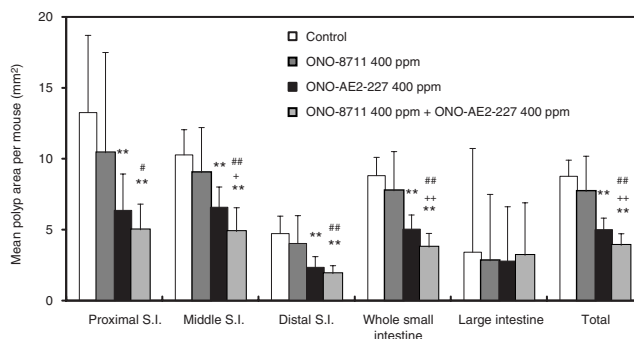 20
15
10
5
0
Mean polyp area per mouse (mm²)
Control
ONO-8711 400 ppm
ONO-AE2-227 400 ppm
ONO-8711 400 ppm + ONO-AE2-227 400 ppm
**
#
**
**
##
+
**
**
##
**
**
##
++
**
**
##
++
**
Proximal S.I.
Middle S.I.
Distal S.I.
Whole small
intestine
Large intestine
Total